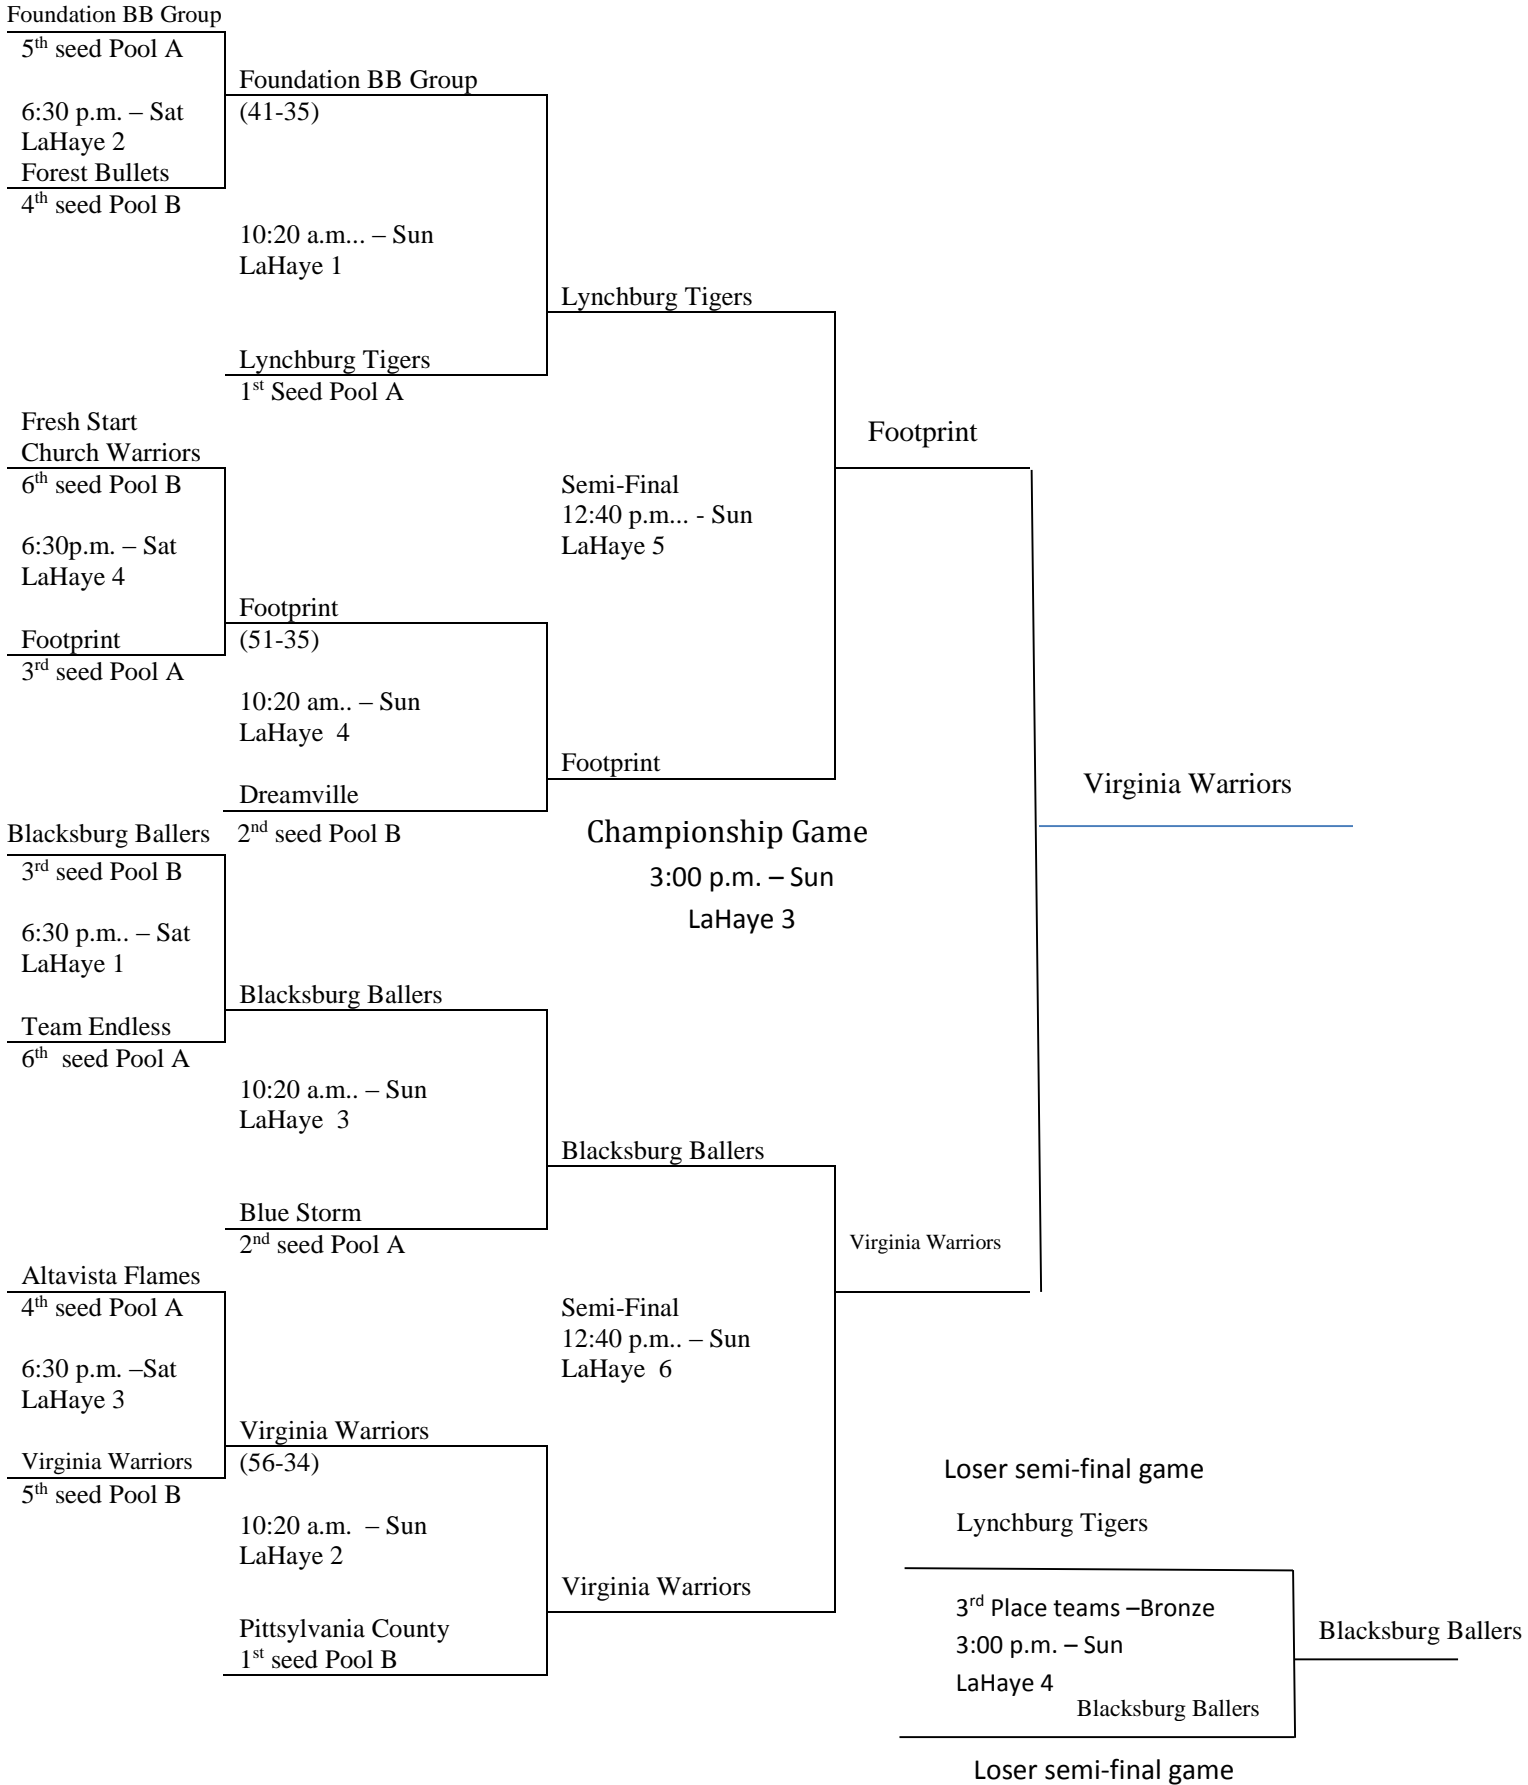 Foundation BB Group
5th seed Pool A
6:30 p.m. – Sat
LaHaye 2
Forest Bullets
4th seed Pool B
Foundation BB Group
(41-35)
10:20 a.m... – Sun
LaHaye 1
Lynchburg Tigers
1st Seed Pool A
Lynchburg Tigers
Fresh Start
Church Warriors
6th seed Pool B
6:30p.m. – Sat
LaHaye 4
Footprint
3rd seed Pool A
Footprint
(51-35)
10:20 am.. – Sun
LaHaye 4
Dreamville
2nd seed Pool B
Semi-Final
12:40 p.m... - Sun
LaHaye 5
Footprint
Footprint
Championship Game
3:00 p.m. – Sun
LaHaye 3
Virginia Warriors
Blacksburg Ballers
3rd seed Pool B
6:30 p.m.. – Sat
LaHaye 1
Team Endless
6th seed Pool A
Blacksburg Ballers
10:20 a.m.. – Sun
LaHaye 3
Blue Storm
2nd seed Pool A
Blacksburg Ballers
Altavista Flames
4th seed Pool A
6:30 p.m. –Sat
LaHaye 3
Virginia Warriors
5th seed Pool B
Virginia Warriors
(56-34)
10:20 a.m. – Sun
LaHaye 2
Pittsylvania County
1st seed Pool B
Semi-Final
12:40 p.m.. – Sun
LaHaye 6
Virginia Warriors
Virginia Warriors
Loser semi-final game
Lynchburg Tigers
3rd Place teams –Bronze
3:00 p.m. – Sun
LaHaye 4
Blacksburg Ballers
Loser semi-final game
Blacksburg Ballers